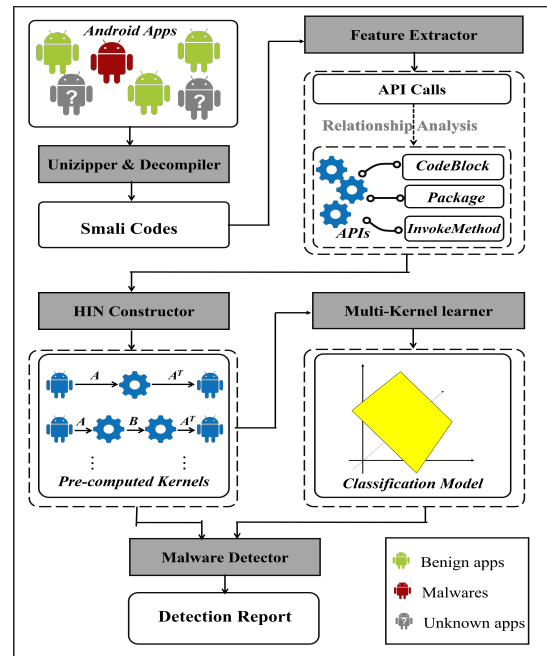 Android Apps
?
?
Unizipper & Decompiler
Smali Codes
Feature Extractor
API Calls
Relationship Analysis
CodeBlock
Package
InvokeMethod
APIs
HIN Constructor
A
A^T
A
B
A^T
⋮
⋮
Pre-computed Kernels
Multi-Kernel learner
Classification Model
Malware Detector
Detection Report
Benign apps
Malwares
?
Unknown apps